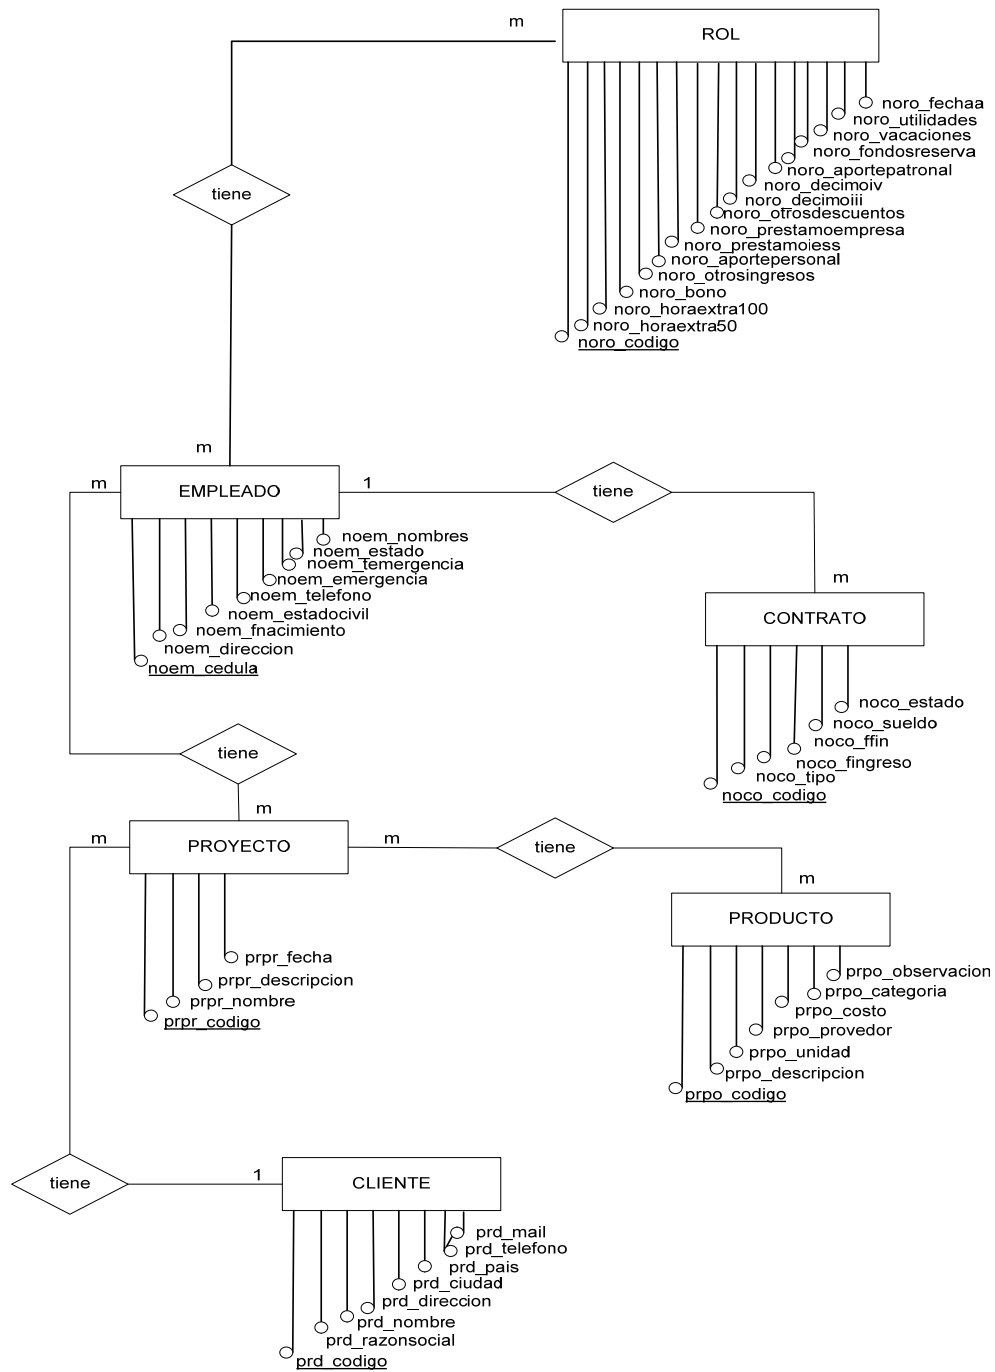 m
ROL
noro_fechaa
noro_utilidades
noro_vacaciones
noro_fondosreserva
noro_aportepatronal
noro_decimoiv
noro_decimoiii
noro_otrosdescuentos
noro_prestamoempresa
noro_prestamoiess
noro_aportepersonal
noro_otrosingresos
noro_bono
noro_horaextra100
noro_horaextra50
noro_codigo
tiene
m
m
EMPLEADO
1
tiene
noem_nombres
noem_estado
noem_temergencia
noem_emergencia
noem_telefono
noem_estadocivil
noem_fnacimiento
noem_direccion
noem_cedula
m
CONTRATO
noco_estado
noco_sueldo
noco_ffin
noco_fingreso
noco_tipo
noco_codigo
tiene
m
m
PROYECTO
m
tiene
m
PRODUCTO
prpr_fecha
prpr_descripcion
prpr_nombre
prpr_codigo
prpo_observacion
prpo_categoria
prpo_costo
prpo_provedor
prpo_unidad
prpo_descripcion
prpo_codigo
tiene
1
CLIENTE
prd_mail
prd_telefono
prd_pais
prd_ciudad
prd_direccion
prd_nombre
prd_razonsocial
prd_codigo